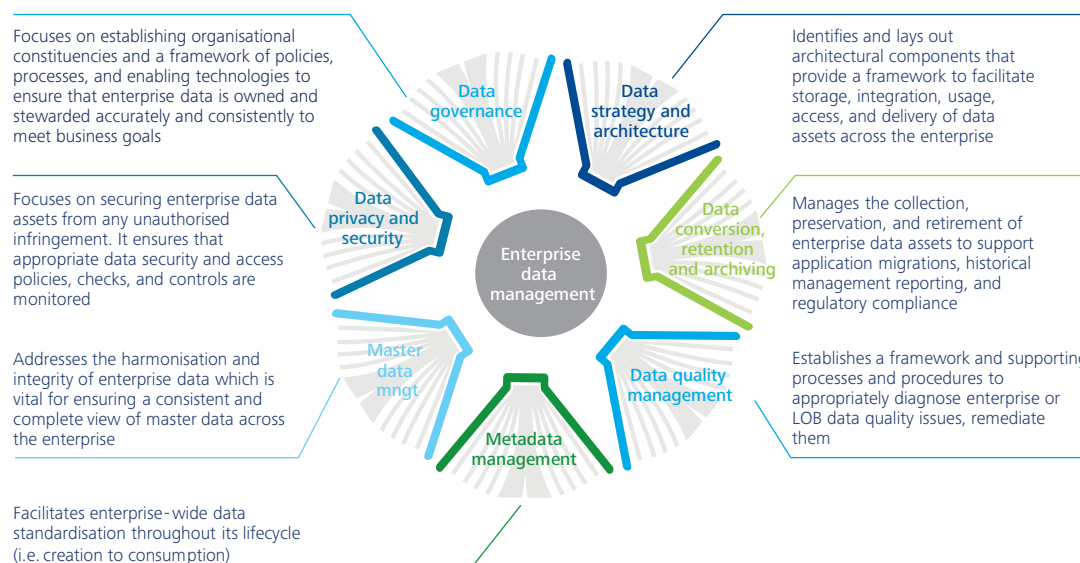 Focuses on establishing organisational
constituencies and a framework of policies,
processes, and enabling technologies to
ensure that enterprise data is owned and
stewarded accurately and consistently to
meet business goals
Data
governance
Data
strategy and
architecture
Identifies and lays out
architectural components that
provide a framework to facilitate
storage, integration, usage,
access, and delivery of data
assets across the enterprise
Focuses on securing enterprise data
assets from any unauthorised
infringement. It ensures that
appropriate data security and access
policies, checks, and controls are
monitored
Data
privacy and
security
Enterprise
data
management
Data
conversion,
retention
and archiving
Manages the collection,
preservation, and retirement of
enterprise data assets to support
application migrations, historical
management reporting, and
regulatory compliance
Addresses the harmonisation and
integrity of enterprise data which is
vital for ensuring a consistent and
complete view of master data across
the enterprise
Master
data
mngt
Metadata
management
Data quality
management
Establishes a framework and supporting
processes and procedures to
appropriately diagnose enterprise or
LOB data quality issues, remediate
them
Facilitates enterprise-wide data
standardisation throughout its lifecycle
(i.e. creation to consumption)